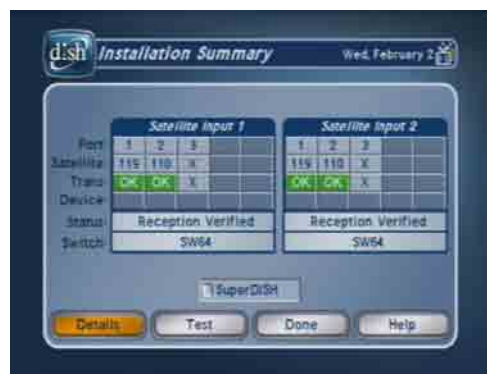 dish Installation Summary Wed, February 2
Satellite Input 1 Satellite Input 2
Port 1 2 3 1 2 3
Satellite 119 110 X 119 110 X
Trans OK OK X OK OK X
Device
Status Reception Verified Reception Verified
Switch SW64 SW64
SuperDISH
Details Test Done Help